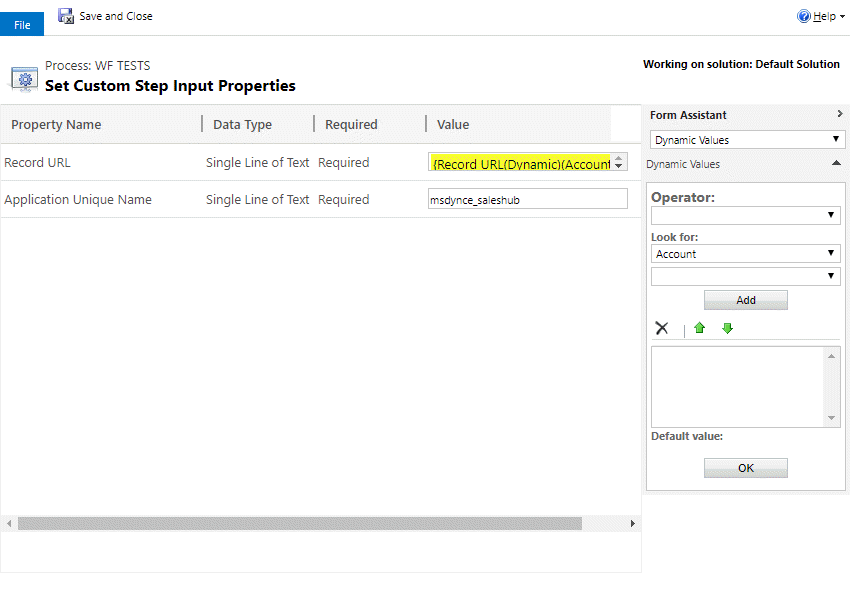 File
Save and Close
Help
Process: WF TESTS
Set Custom Step Input Properties
Working on solution: Default Solution
Property Name Data Type Required Value
Record URL Single Line of Text Required {Record URL(Dynamic)(Account
Application Unique Name Single Line of Text Required msdynce_saleshub
Form Assistant
Dynamic Values
Dynamic Values
Operator:
Look for:
Account
Add
Default value:
OK